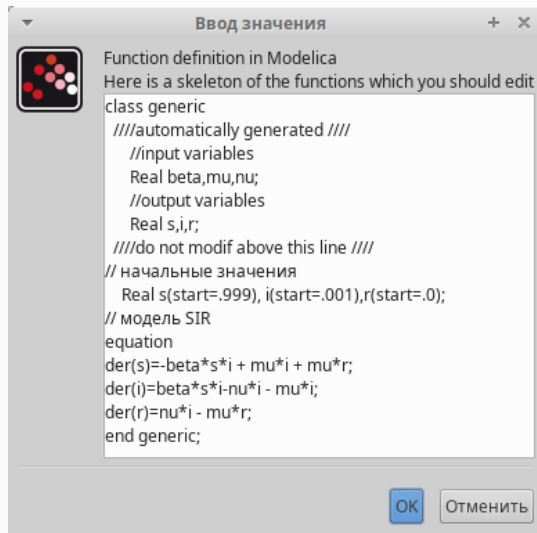 Ввод значения
Function definition in Modelica
Here is a skeleton of the functions which you should edit
class generic
////automatically generated ////
//input variables
Real beta,mu,nu;
//output variables
Real s,i,r;
////do not modif above this line ////
// начальные значения
Real s(start=.999), i(start=.001),r(start=.0);
// модель SIR
equation
der(s)=-beta*s*i + mu*i + mu*r;
der(i)=beta*s*i-nu*i - mu*i;
der(r)=nu*i - mu*r;
end generic;
OK
Отменить